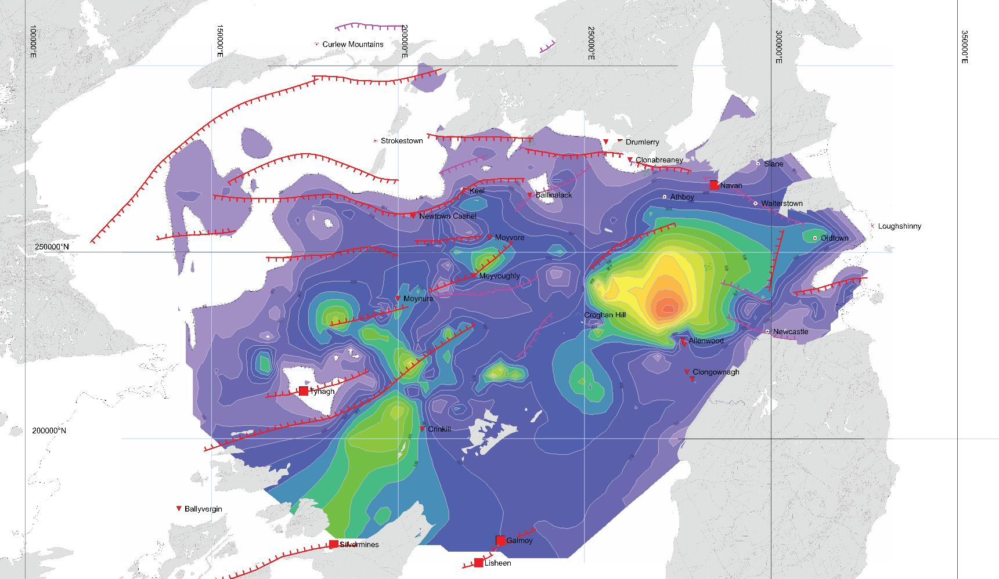 100000°E
150000°E
200000°E
250000°E
300000°E
350000°E
Curlew Mountains
Strokestown
Drumlerry
Clonabreaney
Slane
Navan
Keel
Ballinalack
Athboy
Walterstown
Newtown Cashel
Loughshinny
Moyvore
Oldtown
250000°N
Moyvoughly
Moynure
Croghan Hill
Newcastle
Allenwood
Clongownagh
Tynagh
Crinkill
200000°N
Ballyvergin
Galmoy
Silvermines
Lisheen